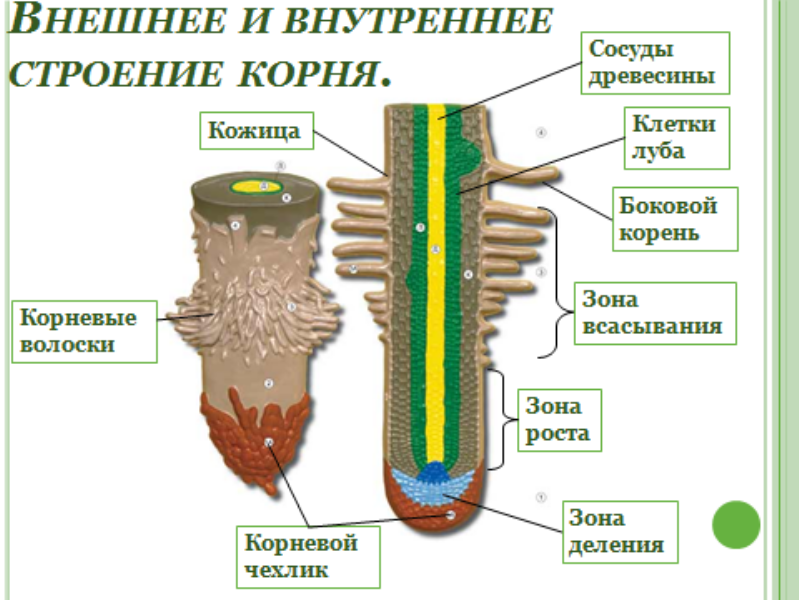 Внешнее и внутреннее
строение корня.
Сосуды
древесины
Кожица
Клетки
луба
Боковой
корень
Корневые
волоски
Зона
всасывания
Зона
роста
Корневой
чехлик
Зона
деления